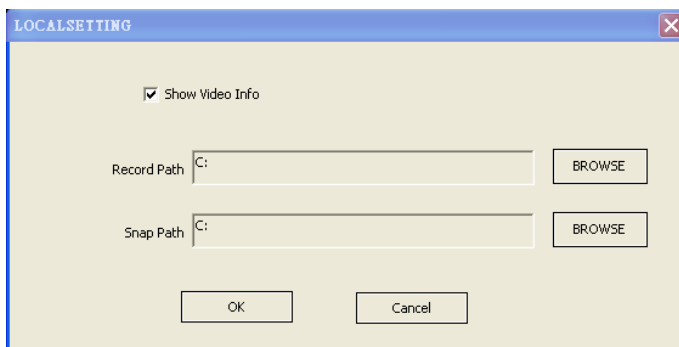 LOCALSETTING
Show Video Info
Record Path C: BROWSE
Snap Path C: BROWSE
OK Cancel